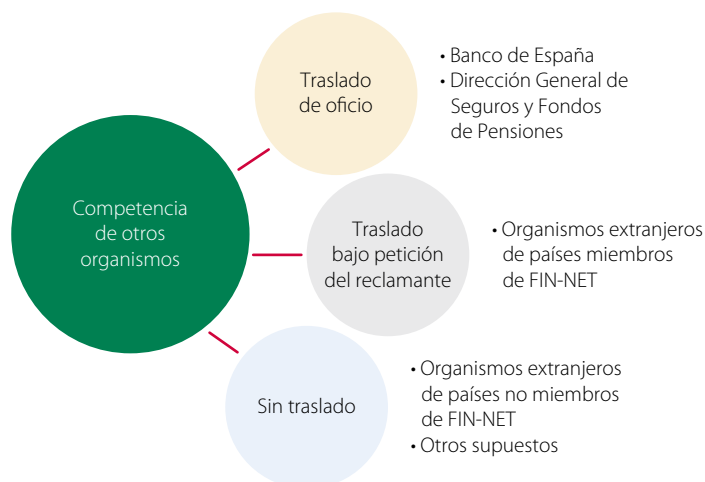 Competencia
de otros
organismos
Traslado
de oficio
• Banco de España
• Dirección General de
Seguros y Fondos
de Pensiones
Traslado
bajo petición
del reclamante
• Organismos extranjeros
de países miembros
de FIN-NET
Sin traslado
• Organismos extranjeros
de países no miembros
de FIN-NET
• Otros supuestos